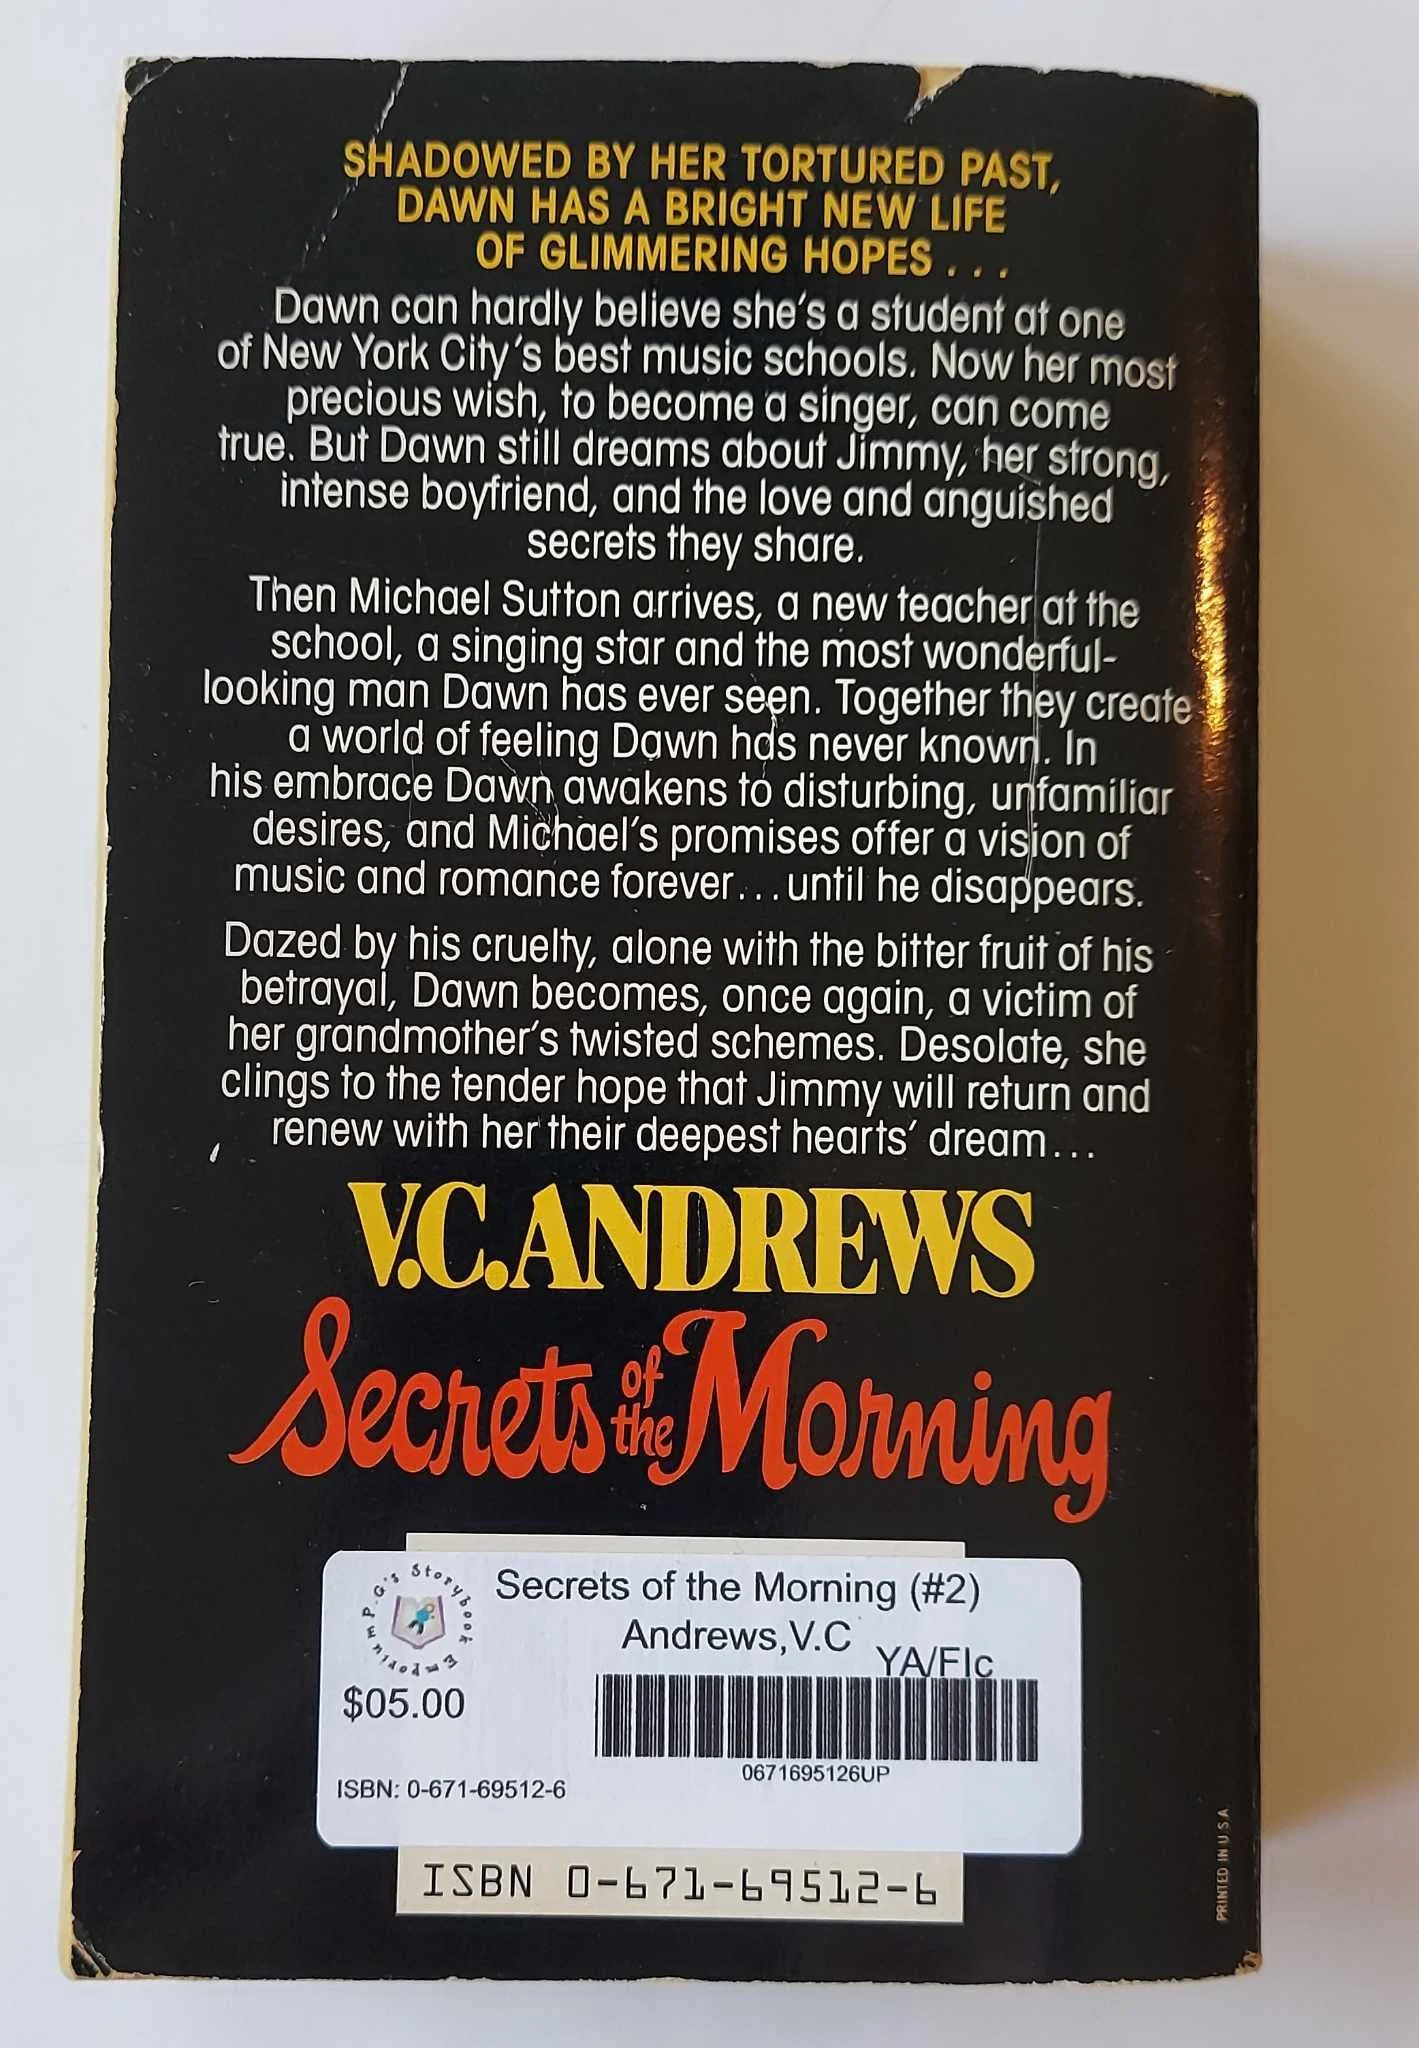 SHADOWED BY HER TORTURED PAST,
DAWN HAS A BRIGHT NEW LIFE
OF GLIMMERING HOPES . . .
Dawn can hardly believe she's a student at one
of New York City's best music schools. Now her most
precious wish, to become a singer, can come
true. But Dawn still dreams about Jimmy, her strong,
intense boyfriend, and the love and anguished
secrets they share.
Then Michael Sutton arrives, a new teacher at the
school, a singing star and the most wonderful-
looking man Dawn has ever seen. Together they create
a world of feeling Dawn has never known. In
his embrace Dawn awakens to disturbing, unfamiliar
desires, and Michael's promises offer a vision of
music and romance forever...until he disappears.
Dazed by his cruelty, alone with the bitter fruit of his
betrayal, Dawn becomes, once again, a victim of
her grandmother's twisted schemes. Desolate, she
clings to the tender hope that Jimmy will return and
renew with her their deepest hearts' dream...
V.C. ANDREWS
Secrets of the Morning
P.G's Storybook Emporium
Secrets of the Morning (#2)
Andrews,V.C
YA/FIc
$05.00
0671695126UP
ISBN: 0-671-69512-6
ISBN 0-671-69512-6
PRINTED IN U S A